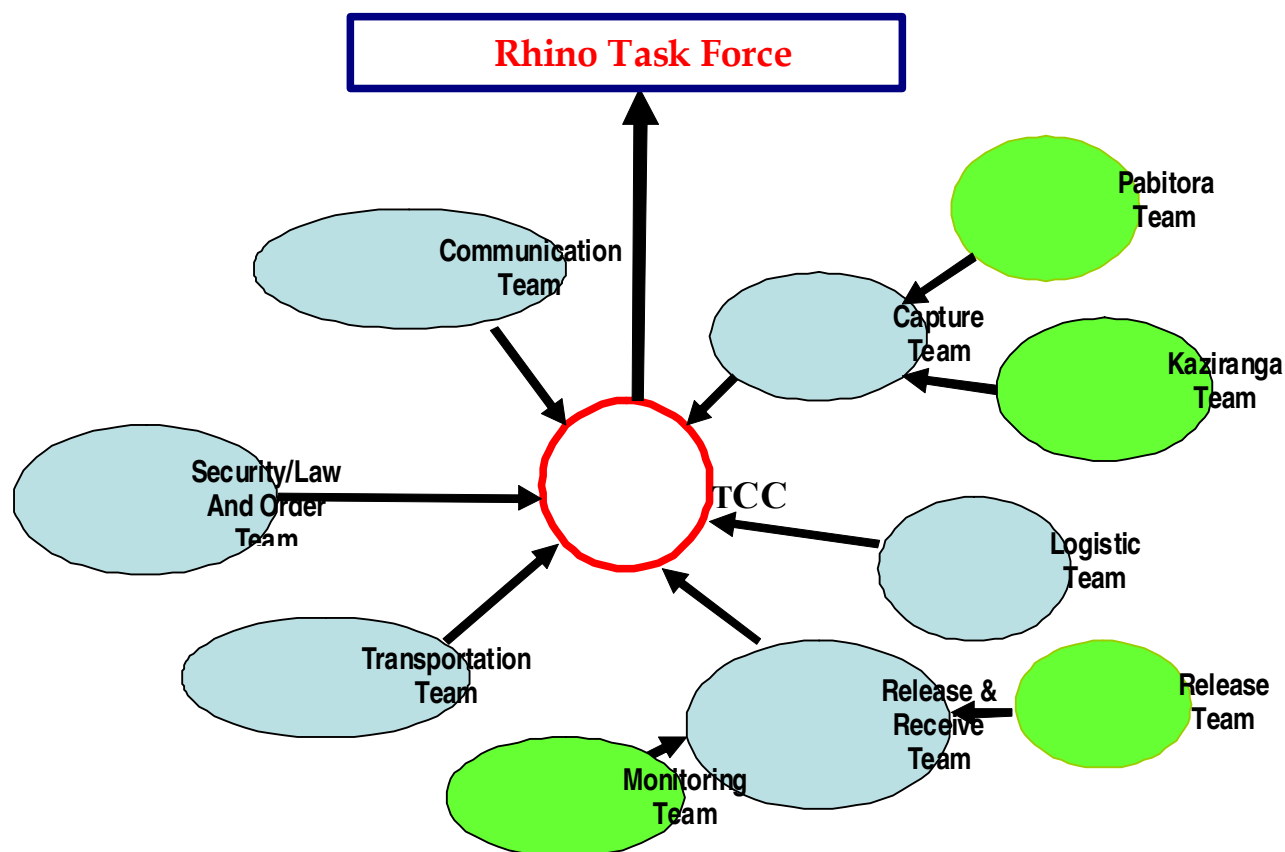 Rhino Task Force
Pabitora
Team
Communication
Team
Capture
Team
Kaziranga
Team
Security/Law
And Order
Team
TCC
Logistic
Team
Transportation
Team
Release &
Receive
Team
Release
Team
Monitoring
Team